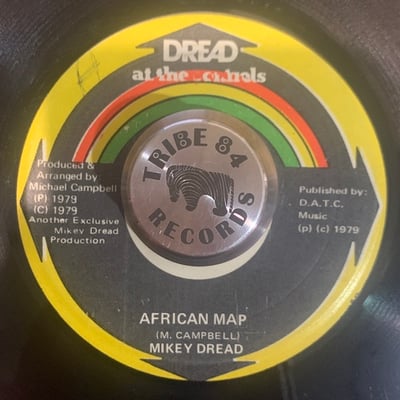 DREAD
at the controls
TRIBE 84
RECORDS
Produced &
Arranged by
Michael Campbell
(P) 1979
(C) 1979
Another Exclusive
Mikey Dread
Production
Published by:
D.A.T.C.
Music
(p) (c) 1979
AFRICAN MAP
(M. CAMPBELL)
MIKEY DREAD